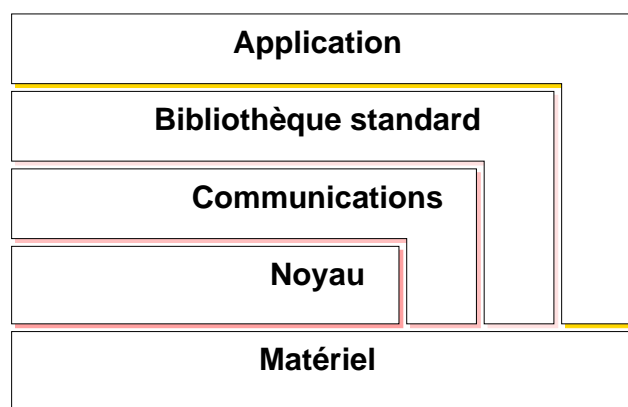 Application
Bibliothèque standard
Communications
Noyau
Matériel